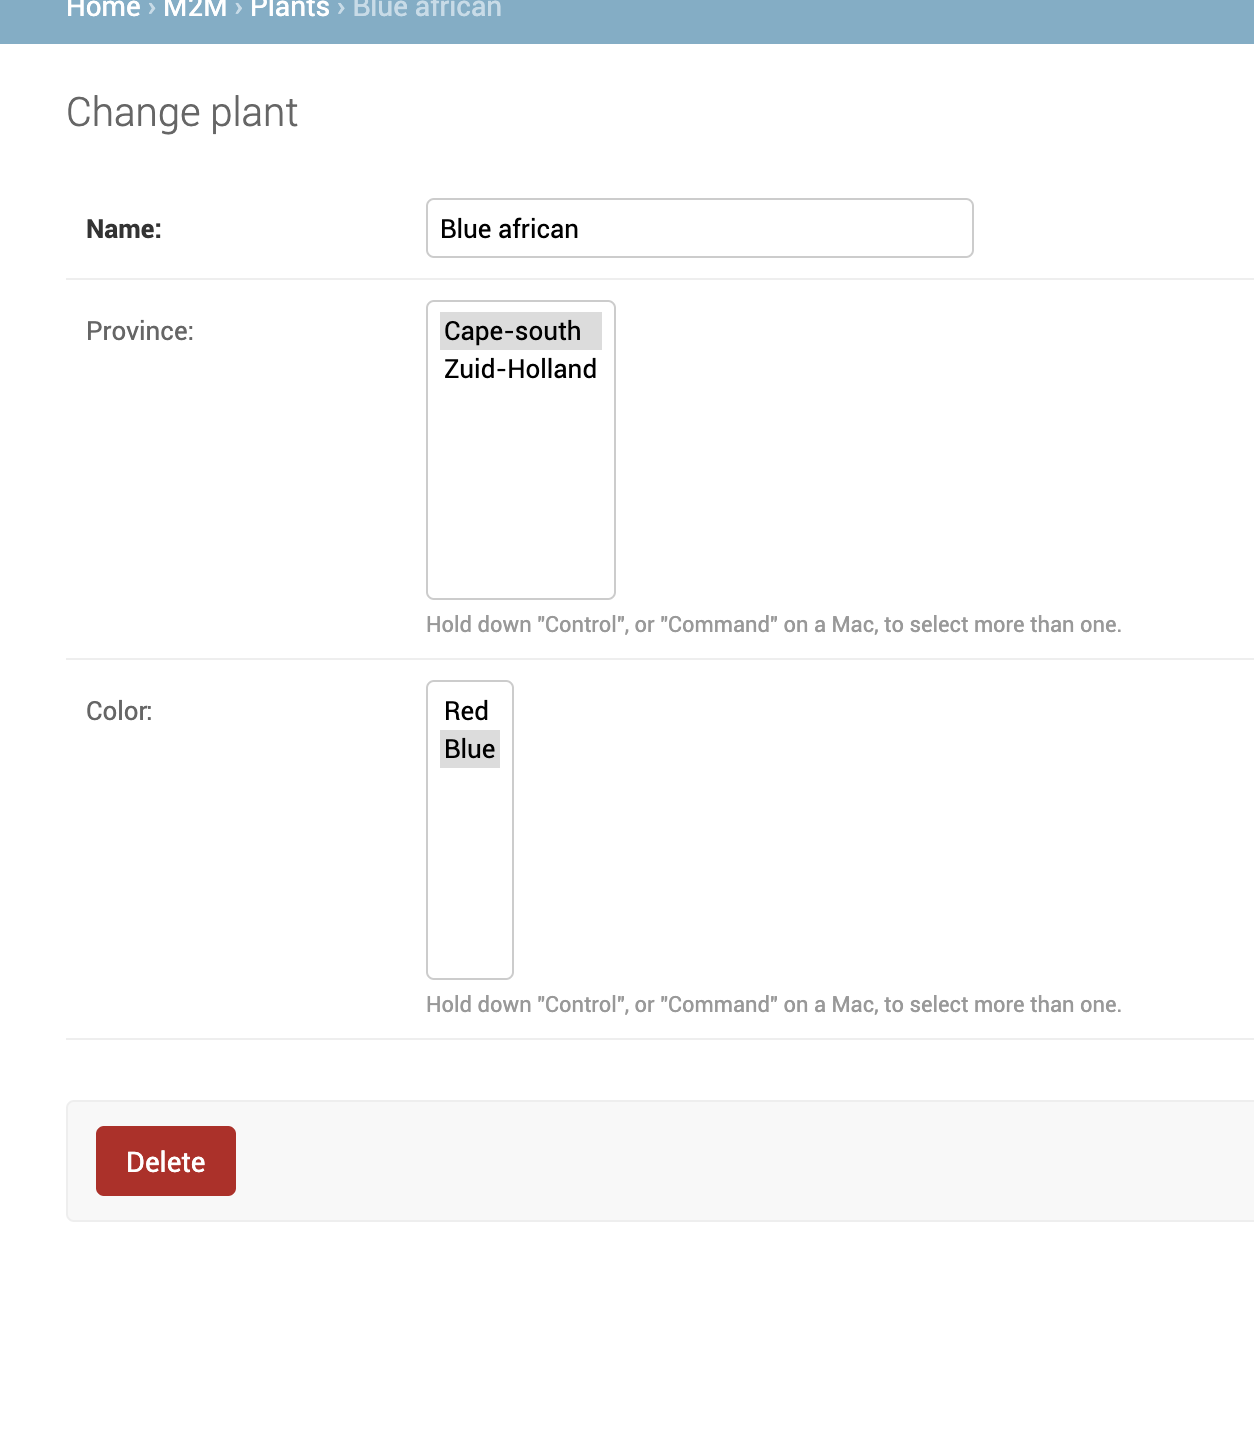 Home › M2M › Plants › Blue african
Change plant
Name:
Blue african
Province:
Cape-south
Zuid-Holland
Hold down "Control", or "Command" on a Mac, to select more than one.
Color:
Red
Blue
Hold down "Control", or "Command" on a Mac, to select more than one.
Delete